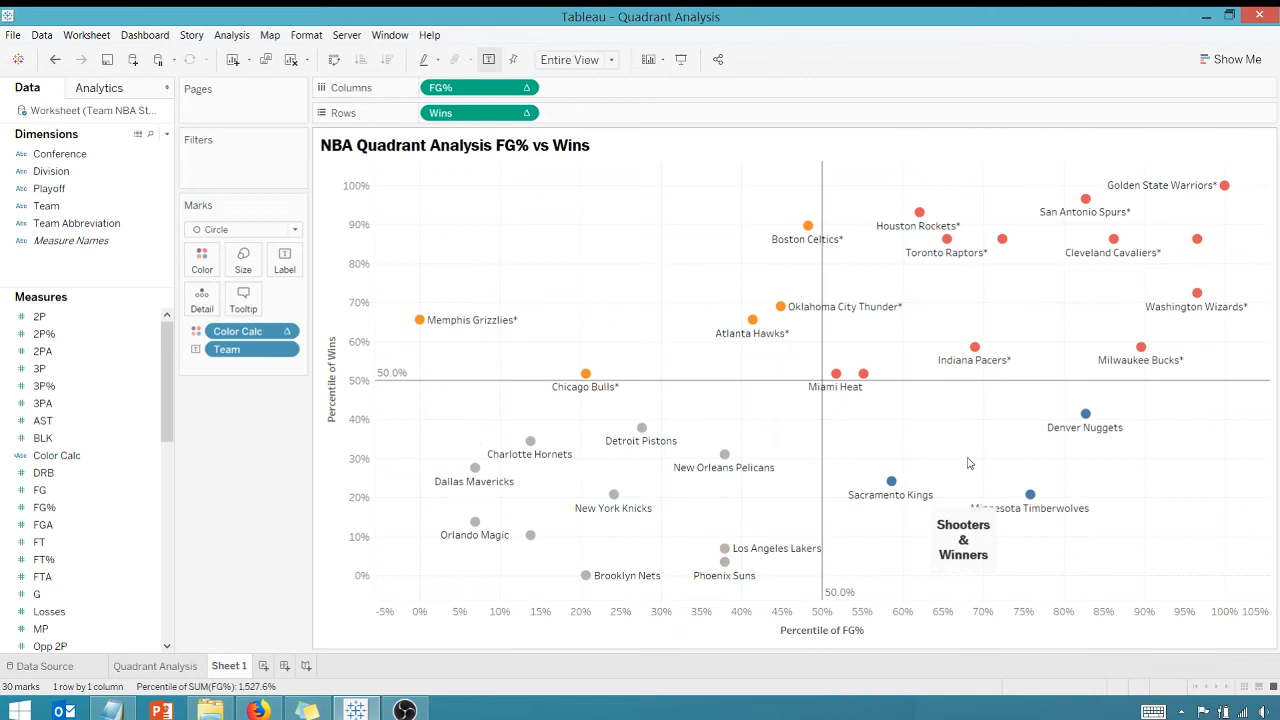 Tableau - Quadrant Analysis
File Data Worksheet Dashboard Story Analysis Map Format Server Window Help
Entire View
Show Me
Data Analytics
Worksheet (Team NBA St...
Dimensions
Abc Conference
Abc Division
Abc Playoff
Abc Team
Abc Team Abbreviation
Abc Measure Names
Measures
# 2P
# 2P%
# 2PA
# 3P
# 3P%
# 3PA
# AST
# BLK
Abc Color Calc
# DRB
# FG
# FG%
# FGA
# FT
# FT%
# FTA
# G
# Losses
# MP
# Opp 2P
Pages
Filters
Marks
Circle
Color Size Label
Detail Tooltip
Color Calc
Team
Columns FG%
Rows Wins
NBA Quadrant Analysis FG% vs Wins
Percentile of Wins
100%
90%
80%
70%
60%
50%
40%
30%
20%
10%
0%
50.0%
Golden State Warriors*
San Antonio Spurs*
Houston Rockets*
Boston Celtics*
Toronto Raptors*
Cleveland Cavaliers*
Oklahoma City Thunder*
Washington Wizards*
Memphis Grizzlies*
Atlanta Hawks*
Indiana Pacers*
Milwaukee Bucks*
Chicago Bulls*
Miami Heat
Denver Nuggets
Detroit Pistons
Charlotte Hornets
New Orleans Pelicans
Dallas Mavericks
Sacramento Kings
New York Knicks
Minnesota Timberwolves
Orlando Magic
Los Angeles Lakers
Brooklyn Nets
Phoenix Suns
Shooters
&
Winners
50.0%
-5% 0% 5% 10% 15% 20% 25% 30% 35% 40% 45% 50% 55% 60% 65% 70% 75% 80% 85% 90% 95% 100% 105%
Percentile of FG%
Data Source Quadrant Analysis Sheet 1
30 marks 1 row by 1 column Percentile of SUM(FG%): 1,527.6%